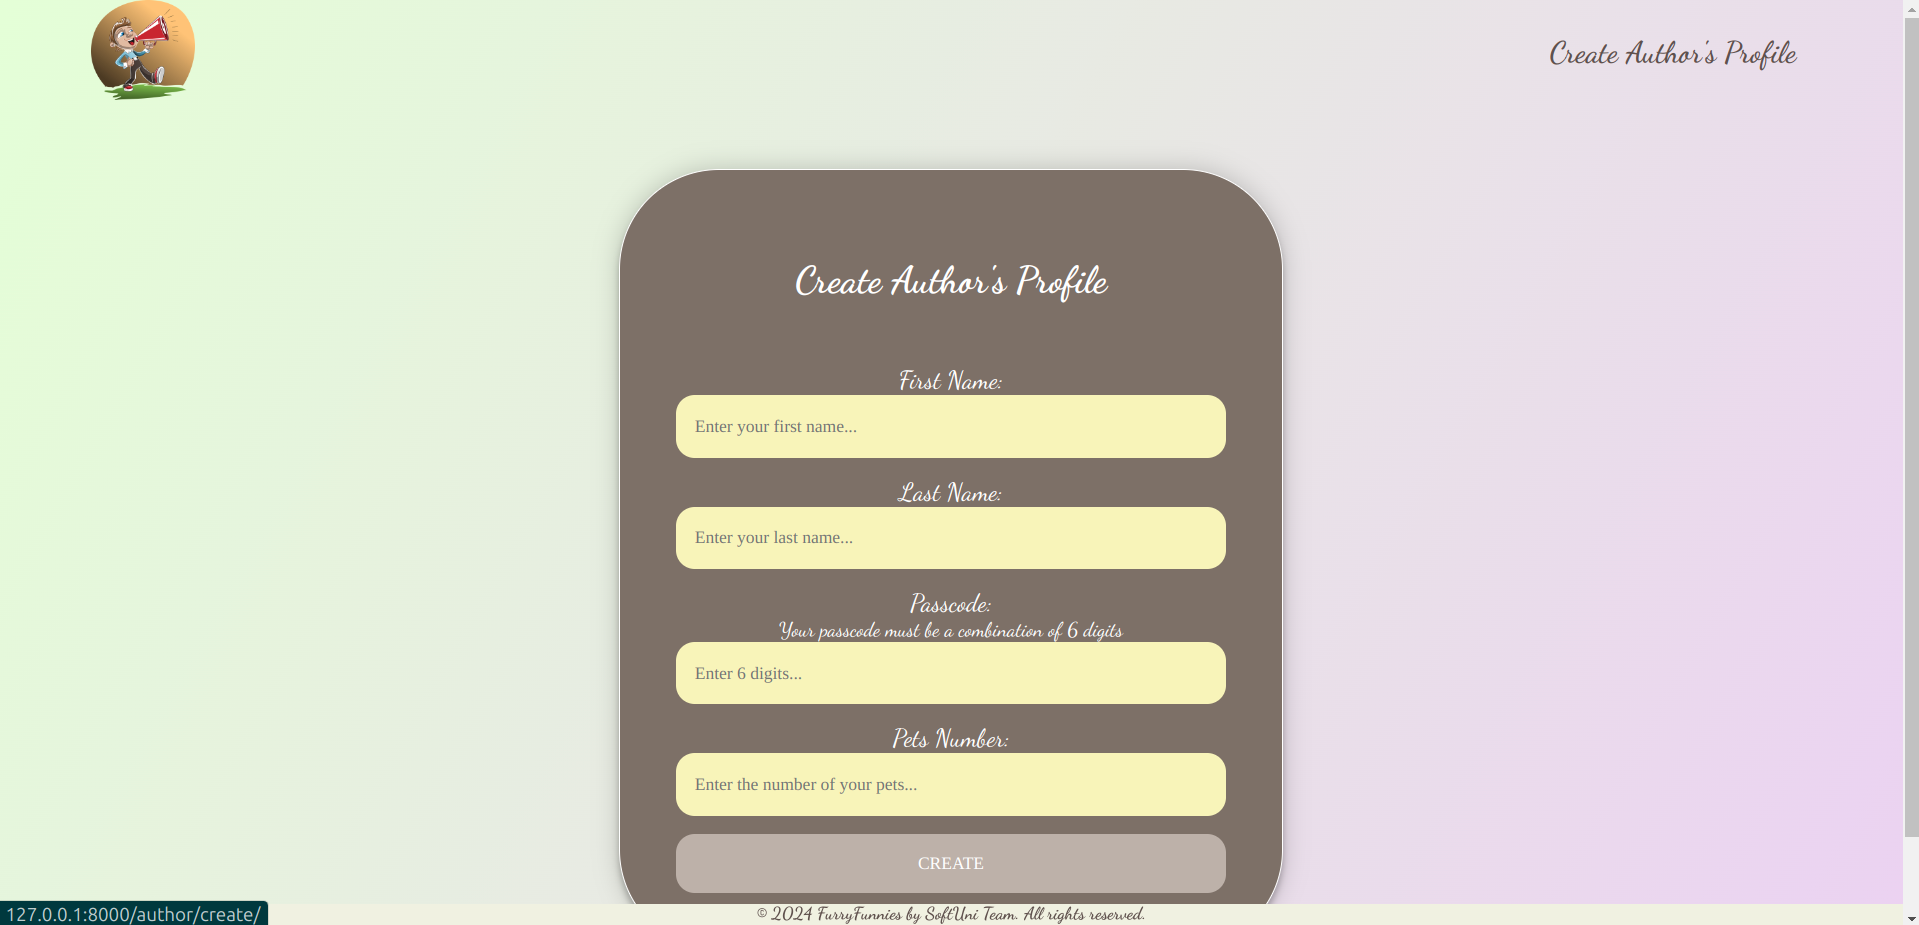 Create Author's Profile
Create Author's Profile
First Name:
Enter your first name...
Last Name:
Enter your last name...
Passcode:
Your passcode must be a combination of 6 digits
Enter 6 digits...
Pets Number:
Enter the number of your pets...
CREATE
127.0.0.1:8000/author/create/
© 2024 FurryFunnies by SoftUni Team. All rights reserved.